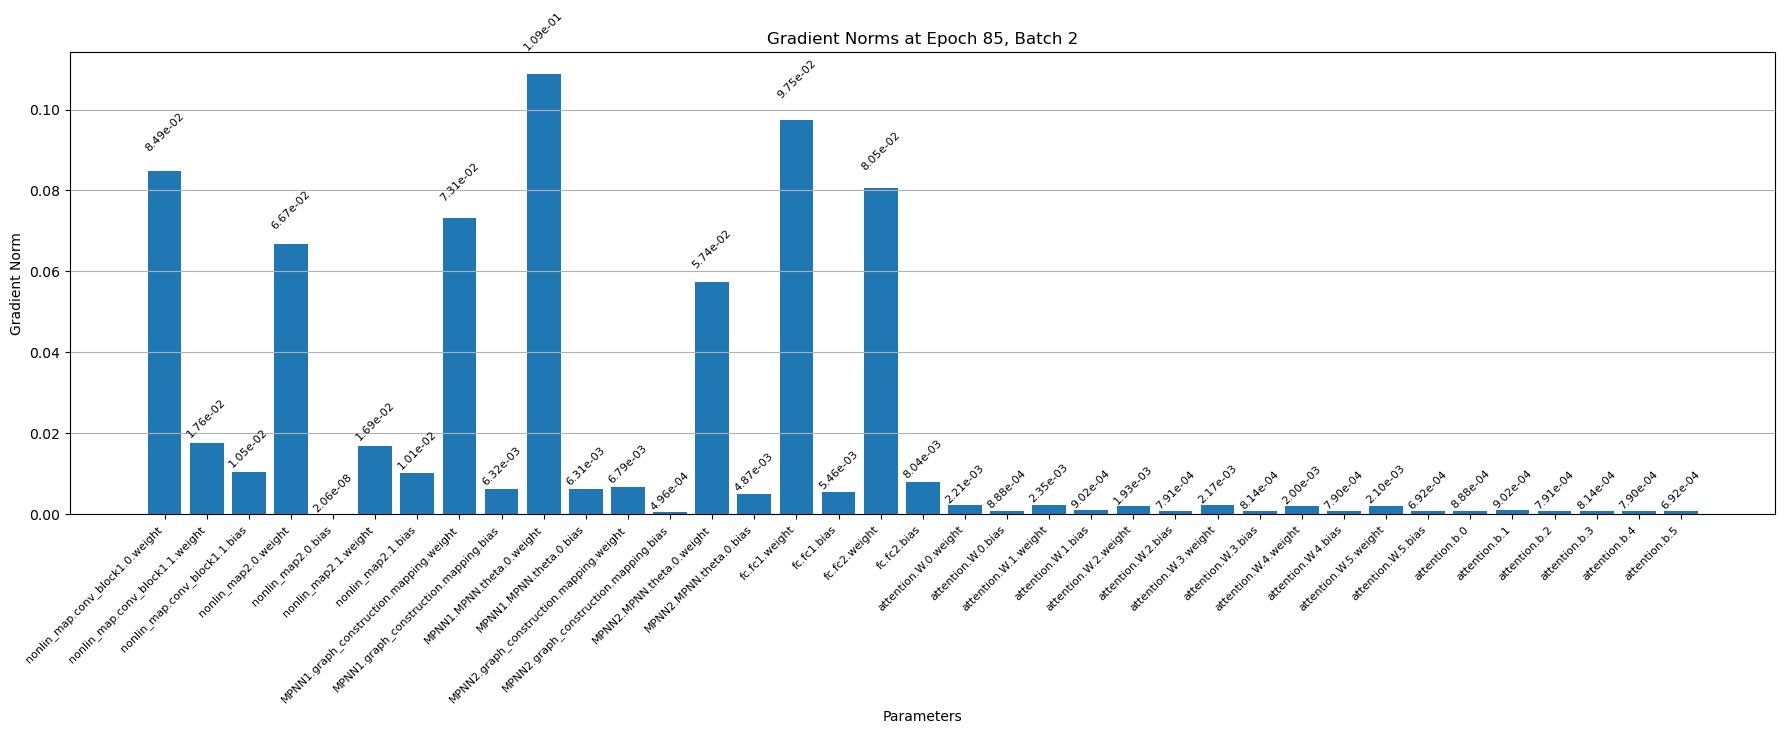 Gradient Norms at Epoch 85, Batch 2
Gradient Norm
0.10
0.08
0.06
0.04
0.02
0.00
8.49e-02
1.76e-02
1.05e-02
6.67e-02
2.06e-08
1.69e-02
1.01e-02
7.31e-02
6.32e-03
1.09e-01
6.31e-03
6.79e-03
4.96e-04
5.74e-02
4.87e-03
9.75e-02
5.46e-03
8.05e-02
8.04e-03
2.21e-03
8.88e-04
2.35e-03
9.02e-04
1.93e-03
7.91e-04
2.17e-03
8.14e-04
2.00e-03
7.90e-04
2.10e-03
6.92e-04
8.88e-04
9.02e-04
7.91e-04
8.14e-04
7.90e-04
6.92e-04
nonlin_map.conv_block1.0.weight
nonlin_map.conv_block1.1.weight
nonlin_map.conv_block1.1.bias
nonlin_map2.0.weight
nonlin_map2.0.bias
nonlin_map2.1.weight
nonlin_map2.1.bias
MPNN1.graph_construction.mapping.weight
MPNN1.graph_construction.mapping.bias
MPNN1.MPNN.theta.0.weight
MPNN1.MPNN.theta.0.bias
MPNN2.graph_construction.mapping.weight
MPNN2.graph_construction.mapping.bias
MPNN2.MPNN.theta.0.weight
MPNN2.MPNN.theta.0.bias
fc.fc1.weight
fc.fc1.bias
fc.fc2.weight
fc.fc2.bias
attention.W.0.weight
attention.W.0.bias
attention.W.1.weight
attention.W.1.bias
attention.W.2.weight
attention.W.2.bias
attention.W.3.weight
attention.W.3.bias
attention.W.4.weight
attention.W.4.bias
attention.W.5.weight
attention.W.5.bias
attention.b.0
attention.b.1
attention.b.2
attention.b.3
attention.b.4
attention.b.5
Parameters